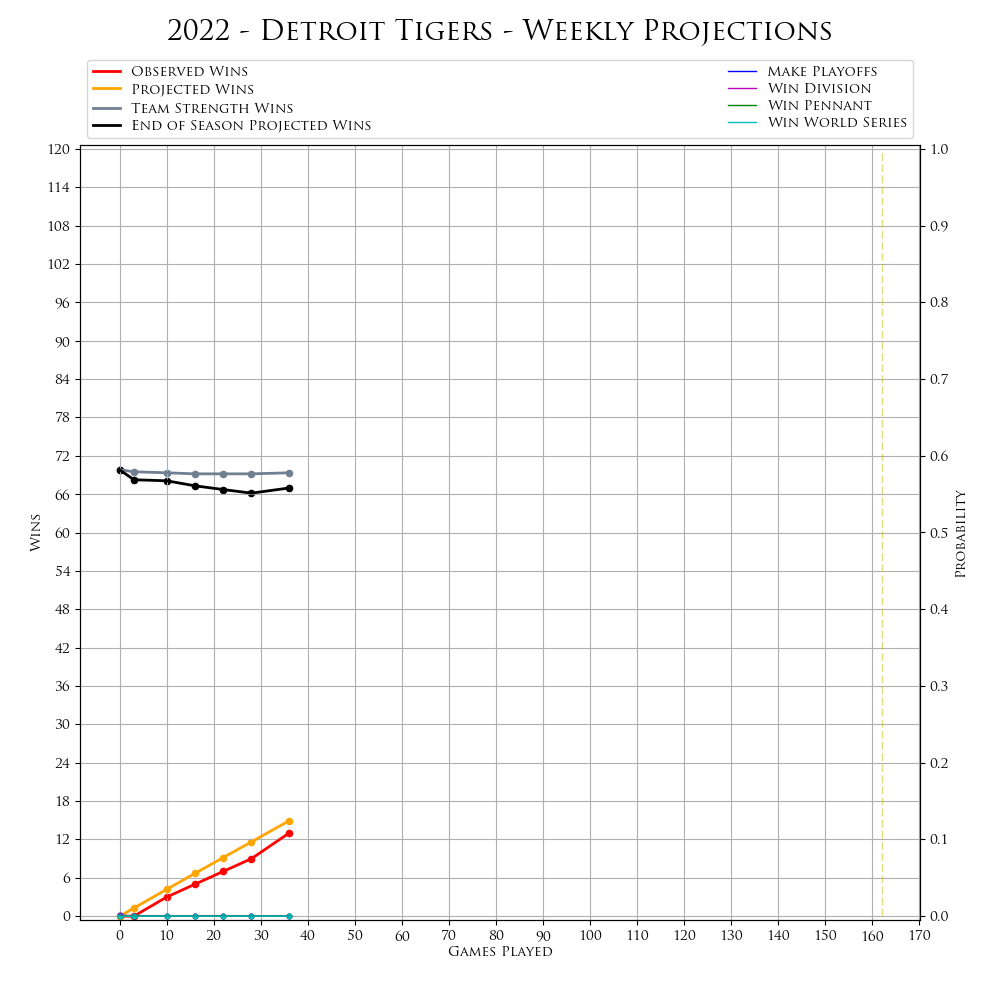 2022 - Detroit Tigers - Weekly Projections
Observed Wins
Projected Wins
Team Strength Wins
End of Season Projected Wins
Make Playoffs
Win Division
Win Pennant
Win World Series
120
114
108
102
96
90
84
78
72
66
60
54
48
42
36
30
24
18
12
6
0
Wins
1.0
0.9
0.8
0.7
0.6
0.5
0.4
0.3
0.2
0.1
0.0
Probability
0 10 20 30 40 50 60 70 80 90 100 110 120 130 140 150 160 170
Games Played